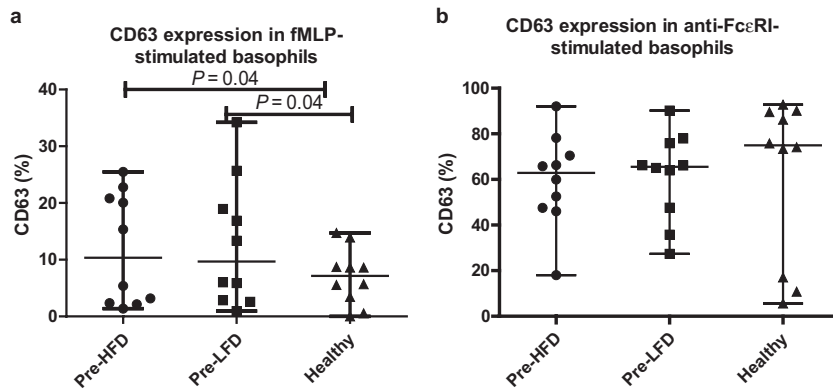 a
CD63 expression in fMLP-
stimulated basophils
P = 0.04
P = 0.04
40
30
20
10
0
CD63 (%)
Pre-HFD
Pre-LFD
Healthy
b
CD63 expression in anti-FcεRI-
stimulated basophils
100
80
60
40
20
0
CD63 (%)
Pre-HFD
Pre-LFD
Healthy